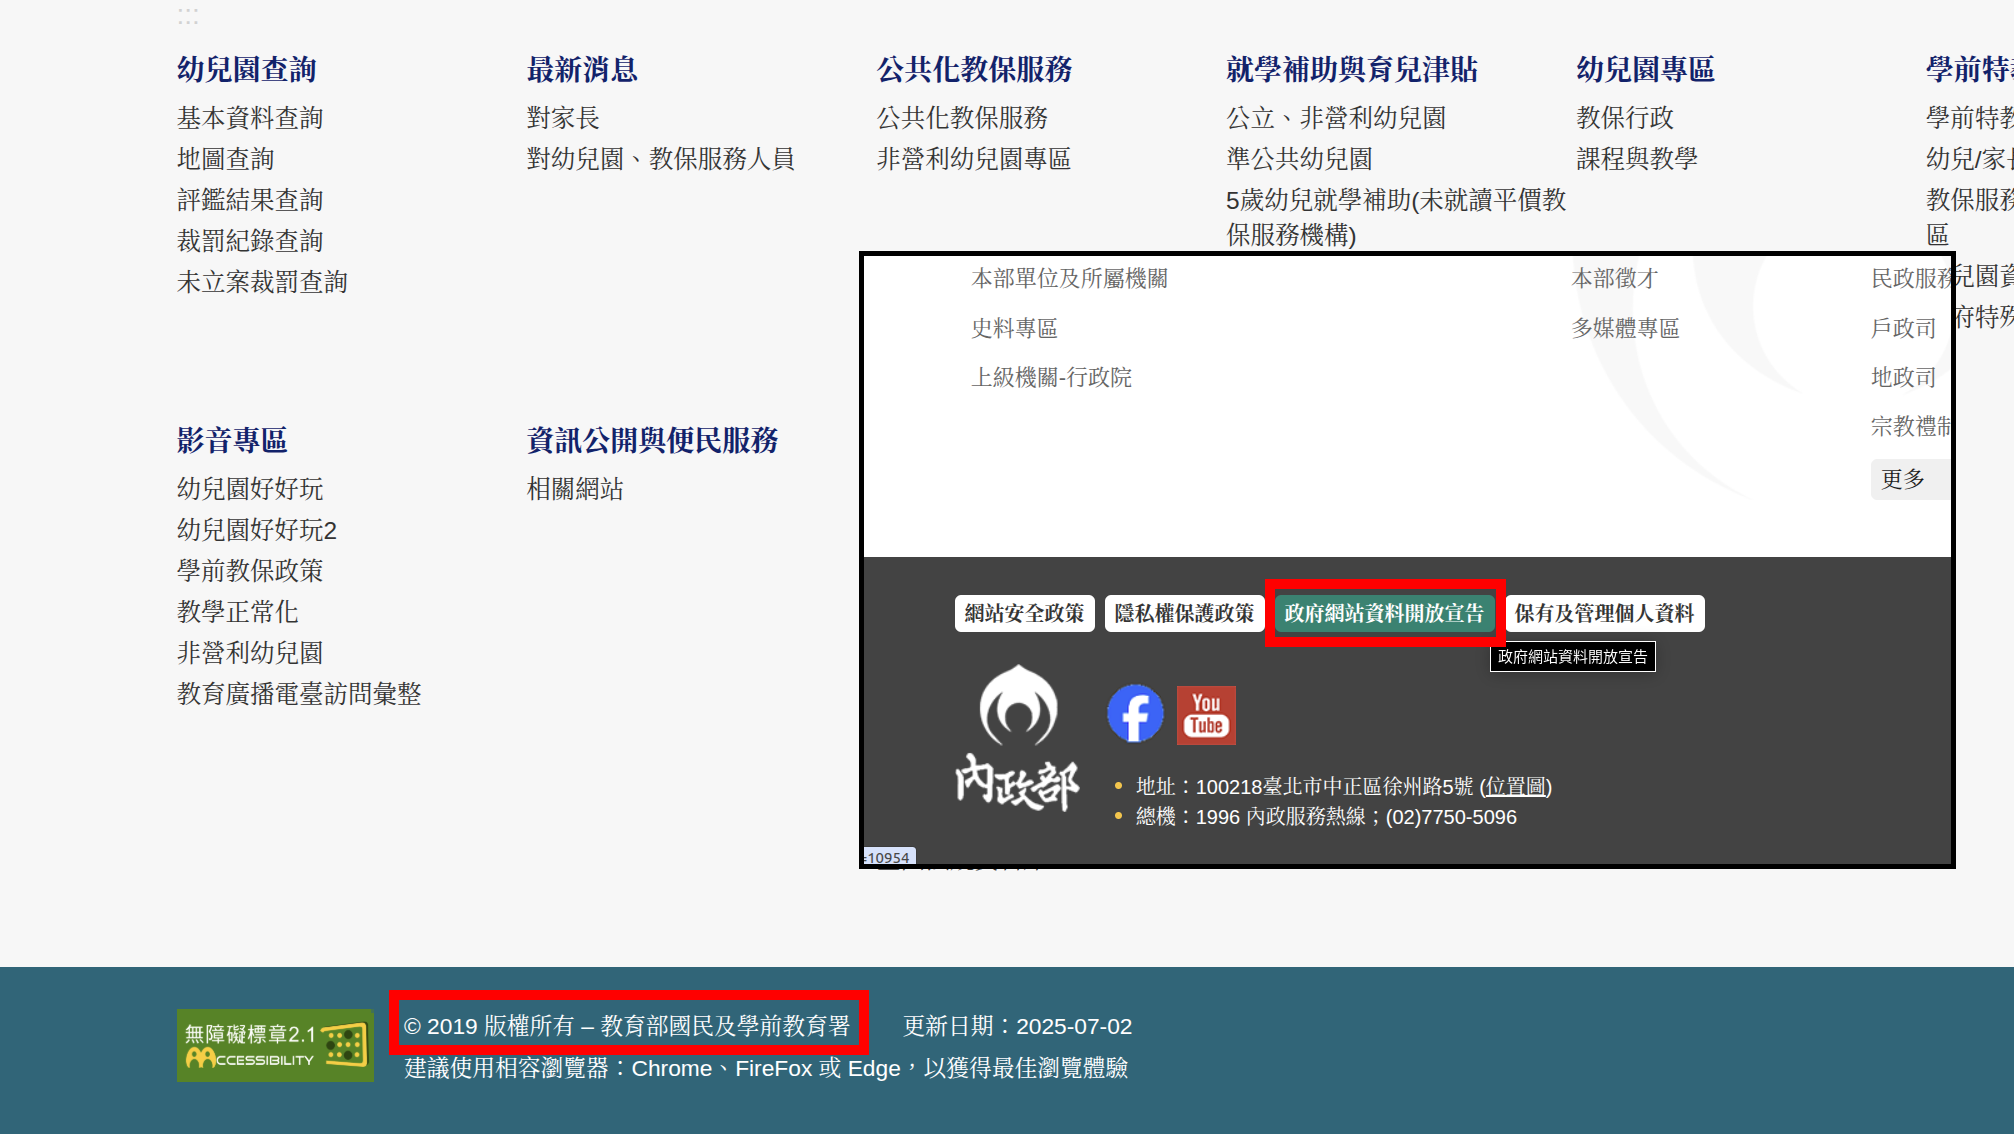 幼兒園查詢
基本資料查詢
地圖查詢
評鑑結果查詢
裁罰紀錄查詢
未立案裁罰查詢
最新消息
對家長
對幼兒園、教保服務人員
公共化教保服務
公共化教保服務
非營利幼兒園專區
就學補助與育兒津貼
公立、非營利幼兒園
準公共幼兒園
5歲幼兒就學補助(未就讀平價教
保服務機構)
幼兒園專區
教保行政
課程與教學
學前特
學前特教
幼兒/家
教保服
區
兒園資
府特殊
影音專區
幼兒園好好玩
幼兒園好好玩2
學前教保政策
教學正常化
非營利幼兒園
教育廣播電臺訪問彙整
資訊公開與便民服務
相關網站
本部單位及所屬機關
史料專區
上級機關-行政院
本部徵才
多媒體專區
民政服務
戶政司
地政司
宗教禮制
更多
網站安全政策
隱私權保護政策
政府網站資料開放宣告
保有及管理個人資料
政府網站資料開放宣告
內政部
You
Tube
地址：100218臺北市中正區徐州路5號 (位置圖)
總機：1996 內政服務熱線；(02)7750-5096
=10954
無障礙標章2.1
ACCESSIBILITY
© 2019 版權所有 – 教育部國民及學前教育署
更新日期：2025-07-02
建議使用相容瀏覽器：Chrome、FireFox 或 Edge，以獲得最佳瀏覽體驗